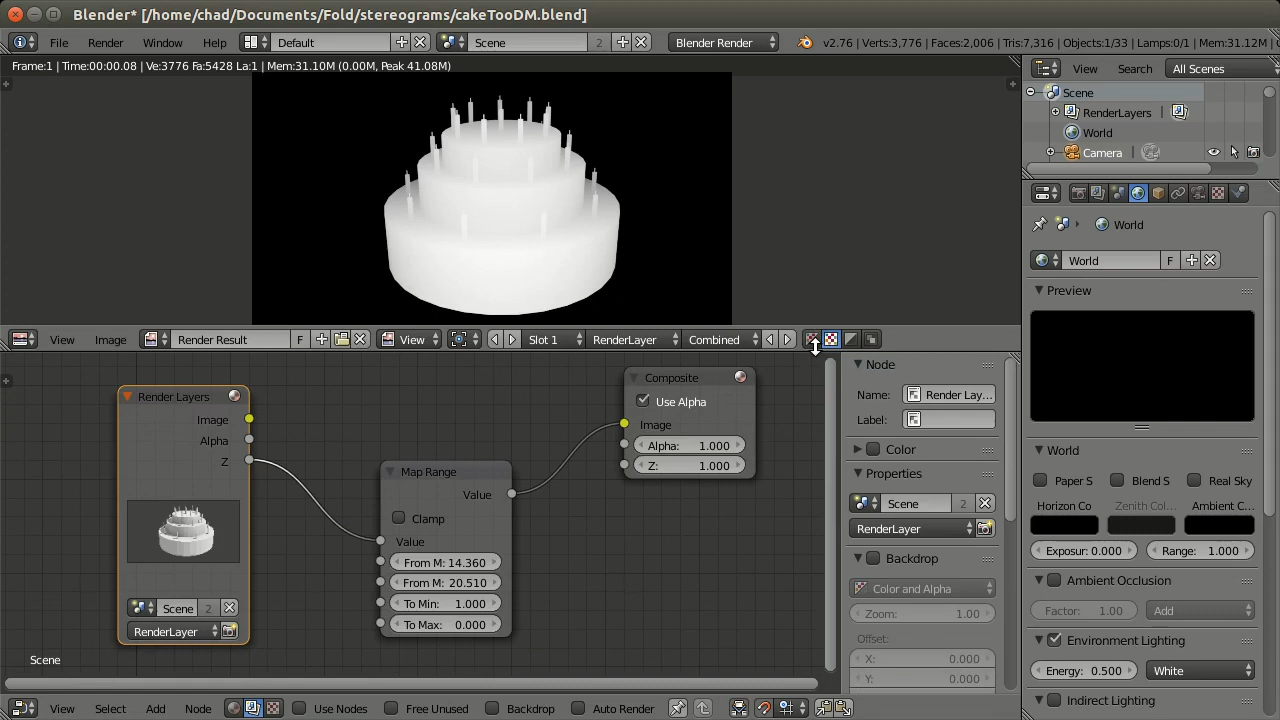 Blender* [/home/chad/Documents/Fold/stereograms/cakeTooDM.blend]
File Render Window Help Default Scene 2 Blender Render v2.76 | Verts:3,776 | Faces:2,006 | Tris:7,316 | Objects:1/33 | Lamps:0/1 | Mem:31.12M
Frame:1 | Time:00:00.08 | Ve:3776 Fa:5428 La:1 | Mem:31.10M (0.00M, Peak 41.08M)
View Search All Scenes
Scene
RenderLayers
World
Camera
World
World F
Preview
View Image Render Result F View Slot 1 RenderLayer Combined
Render Layers
Image
Alpha
Z
Scene 2
RenderLayer
Map Range
Value
Clamp
Value
From M: 14.360
From M: 20.510
To Min: 1.000
To Max: 0.000
Composite
Use Alpha
Image
Alpha: 1.000
Z: 1.000
Scene
Node
Name: Render Lay...
Label:
Color
Properties
Scene 2
RenderLayer
Backdrop
Color and Alpha
Zoom: 1.00
Offset:
X: 0.000
Y: 0.000
World
Paper S Blend S Real Sky
Horizon Co Zenith Col... Ambient C...
Exposur: 0.000 Range: 1.000
Ambient Occlusion
Factor: 1.00 Add
Environment Lighting
Energy: 0.500 White
Indirect Lighting
View Select Add Node Use Nodes Free Unused Backdrop Auto Render